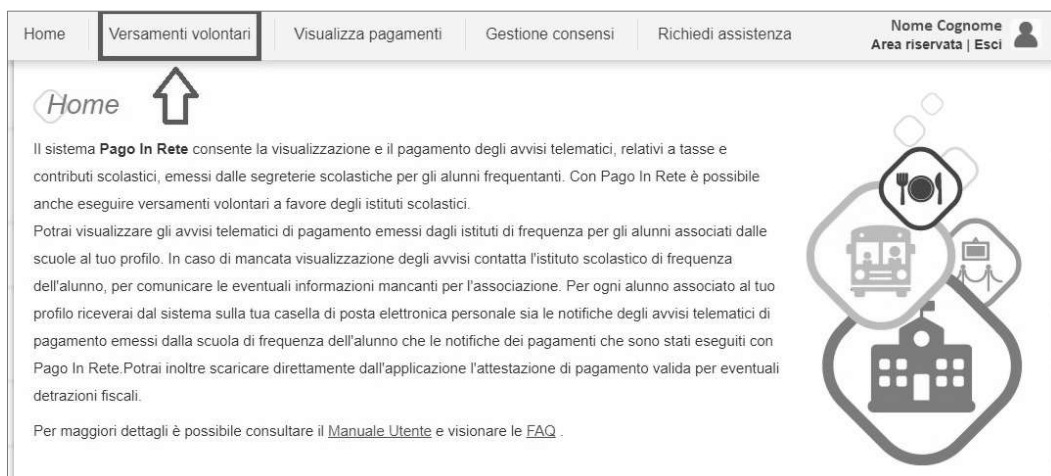 Home Versamenti volontari Visualizza pagamenti Gestione consensi Richiedi assistenza Nome Cognome
Area riservata | Esci
Home
Il sistema Pago In Rete consente la visualizzazione e il pagamento degli avvisi telematici, relativi a tasse e
contributi scolastici, emessi dalle segreterie scolastiche per gli alunni frequentanti. Con Pago In Rete è possibile
anche eseguire versamenti volontari a favore degli istituti scolastici.
Potrai visualizzare gli avvisi telematici di pagamento emessi dagli istituti di frequenza per gli alunni associati dalle
scuole al tuo profilo. In caso di mancata visualizzazione degli avvisi contatta l'istituto scolastico di frequenza
dell'alunno, per comunicare le eventuali informazioni mancanti per l'associazione. Per ogni alunno associato al tuo
profilo riceverai dal sistema sulla tua casella di posta elettronica personale sia le notifiche degli avvisi telematici di
pagamento emessi dalla scuola di frequenza dell'alunno che le notifiche dei pagamenti che sono stati eseguiti con
Pago In Rete.Potrai inoltre scaricare direttamente dall'applicazione l'attestazione di pagamento valida per eventuali
detrazioni fiscali.
Per maggiori dettagli è possibile consultare il Manuale Utente e visionare le FAQ .